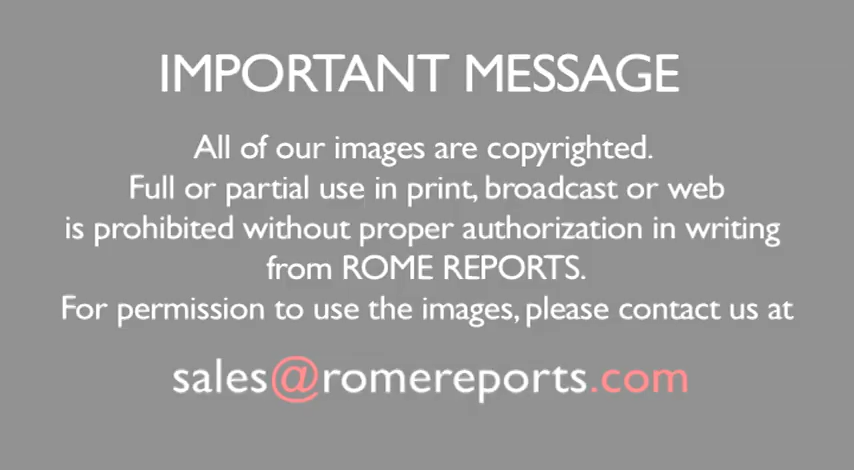 IMPORTANT MESSAGE
All of our images are copyrighted.
Full or partial use in print, broadcast or web
is prohibited without proper authorization in writing
from ROME REPORTS.
For permission to use the images, please contact us at
sales@romereports.com